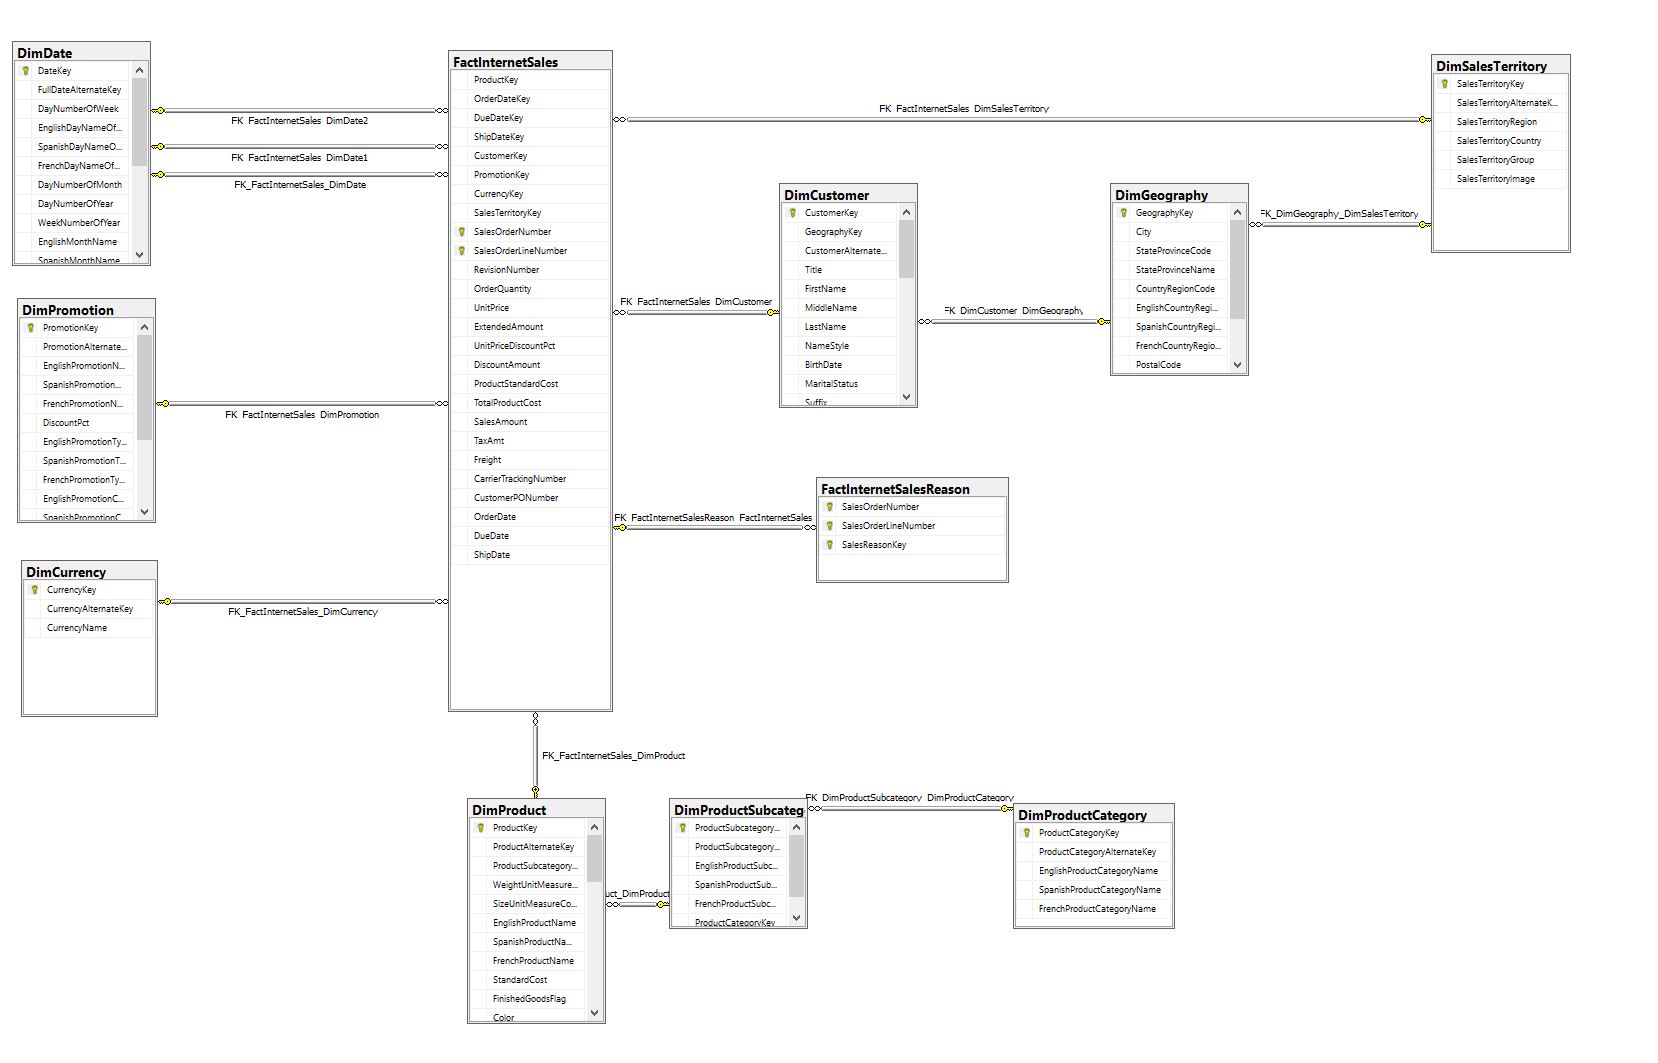 DimDate
DateKey
FullDateAlternateKey
DayNumberOfWeek
EnglishDayNameOf...
SpanishDayNameO...
FrenchDayNameOf...
DayNumberOfMonth
DayNumberOfYear
WeekNumberOfYear
EnglishMonthName
SpanishMonthName
FK_FactInternetSales_DimDate2
FK_FactInternetSales_DimDate1
FK_FactInternetSales_DimDate
DimPromotion
PromotionKey
PromotionAlternate...
EnglishPromotionN...
SpanishPromotion...
FrenchPromotionN...
DiscountPct
EnglishPromotionTy...
SpanishPromotionT...
FrenchPromotionTy...
EnglishPromotionC...
SpanishPromotionC
FK_FactInternetSales_DimPromotion
DimCurrency
CurrencyKey
CurrencyAlternateKey
CurrencyName
FK_FactInternetSales_DimCurrency
FactInternetSales
ProductKey
OrderDateKey
DueDateKey
ShipDateKey
CustomerKey
PromotionKey
CurrencyKey
SalesTerritoryKey
SalesOrderNumber
SalesOrderLineNumber
RevisionNumber
OrderQuantity
UnitPrice
ExtendedAmount
UnitPriceDiscountPct
DiscountAmount
ProductStandardCost
TotalProductCost
SalesAmount
TaxAmt
Freight
CarrierTrackingNumber
CustomerPONumber
OrderDate
DueDate
ShipDate
FK_FactInternetSales_DimSalesTerritory
DimSalesTerritory
SalesTerritoryKey
SalesTerritoryAlternateK...
SalesTerritoryRegion
SalesTerritoryCountry
SalesTerritoryGroup
SalesTerritoryImage
FK_FactInternetSales_DimCustomer
DimCustomer
CustomerKey
GeographyKey
CustomerAlternate...
Title
FirstName
MiddleName
LastName
NameStyle
BirthDate
MaritalStatus
Suffix
FK_DimCustomer_DimGeography
DimGeography
GeographyKey
City
StateProvinceCode
StateProvinceName
CountryRegionCode
EnglishCountryRegi...
SpanishCountryRegi...
FrenchCountryRegio...
PostalCode
FK_DimGeography_DimSalesTerritory
FK_FactInternetSalesReason_FactInternetSales
FactInternetSalesReason
SalesOrderNumber
SalesOrderLineNumber
SalesReasonKey
FK_FactInternetSales_DimProduct
DimProduct
ProductKey
ProductAlternateKey
ProductSubcategory...
WeightUnitMeasure...
SizeUnitMeasureCo...
EnglishProductName
SpanishProductNa...
FrenchProductName
StandardCost
FinishedGoodsFlag
Color
uct_DimProduct
DimProductSubcateg
ProductSubcategory...
ProductSubcategory...
EnglishProductSubc...
SpanishProductSub...
FrenchProductSubc...
ProductCategoryKey
FK_DimProductSubcategory_DimProductCategory
DimProductCategory
ProductCategoryKey
ProductCategoryAlternateKey
EnglishProductCategoryName
SpanishProductCategoryName
FrenchProductCategoryName